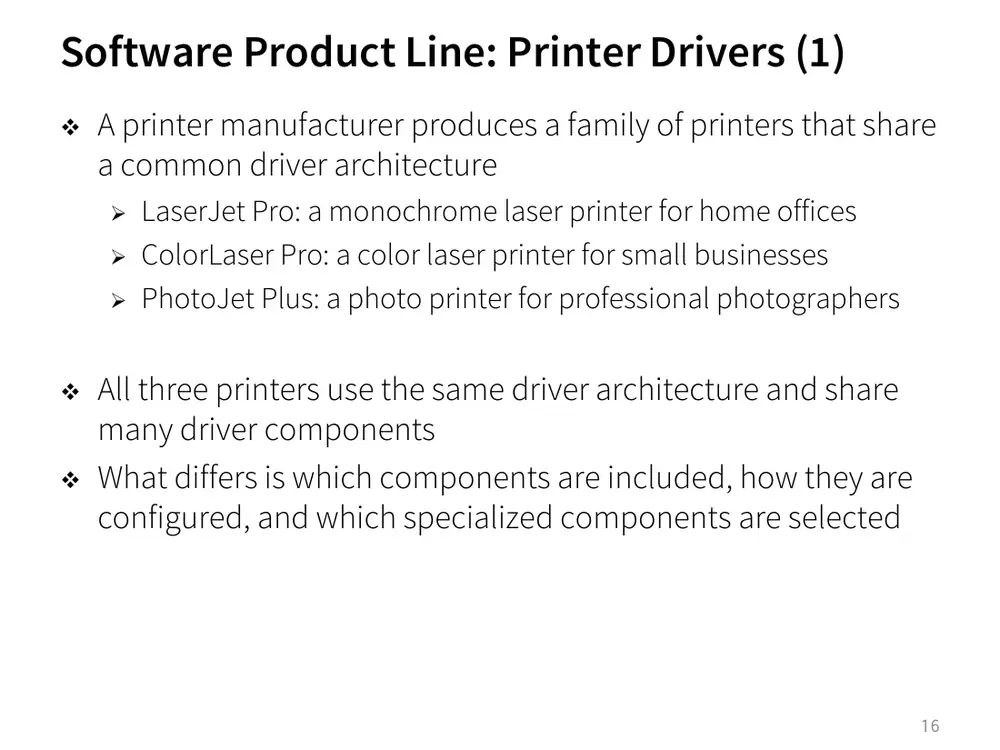 Software Product Line: Printer Drivers (1)
❖ A printer manufacturer produces a family of printers that share
a common driver architecture
➢ LaserJet Pro: a monochrome laser printer for home offices
➢ ColorLaser Pro: a color laser printer for small businesses
➢ PhotoJet Plus: a photo printer for professional photographers
❖ All three printers use the same driver architecture and share
many driver components
❖ What differs is which components are included, how they are
configured, and which specialized components are selected
16